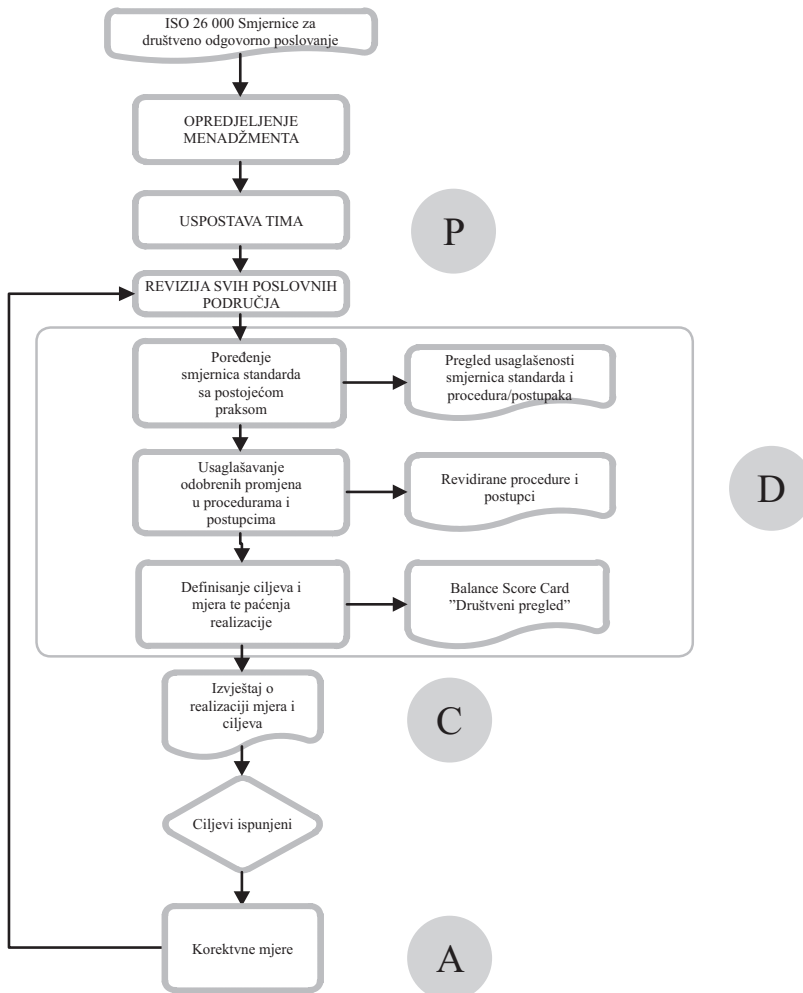 ISO 26 000 Smjernice za
društveno odgovorno poslovanje
OPREDJELJENJE
MENADŽMENTA
USPOSTAVA TIMA
P
REVIZIJA SVIH POSLOVNIH
PODRUČJA
Poređenje
smjernica standarda
sa postojećom
praksom
Pregled usaglašenosti
smjernica standarda i
procedura/postupaka
Usaglašavanje
odobrenih promjena
u procedurama i
postupcima
Revidirane procedure i
postupci
D
Definisanje ciljeva i
mjera te paćenja
realizacije
Balance Score Card
”Društveni pregled”
Izvještaj o
realizaciji mjera i
ciljeva
C
Ciljevi ispunjeni
Korektvne mjere
A